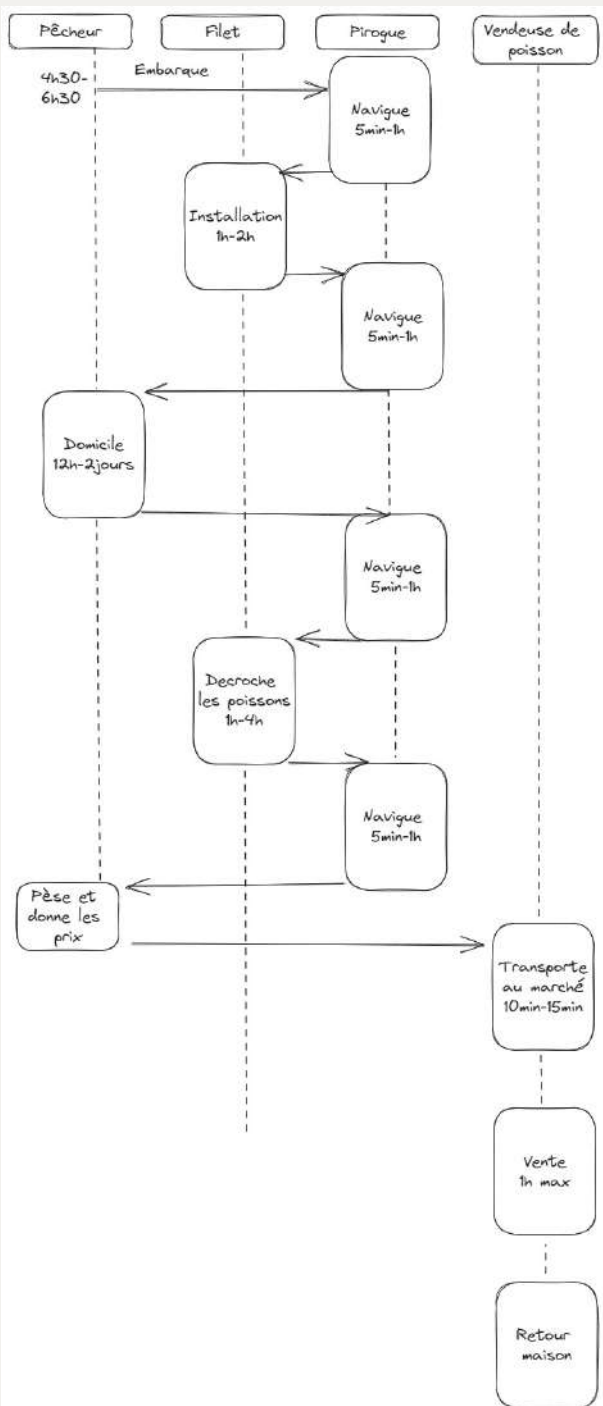 Pêcheur
Filet
Pirogue
Vendeuse de
poisson
4h30-
6h30
Embarque
Navigue
5min-1h
Installation
1h-2h
Navigue
5min-1h
Domicile
12h-2jours
Navigue
5min-1h
Decroche
les poissons
1h-4h
Navigue
5min-1h
Pèse et
donne les
prix
Transporte
au marché
10min-15min
Vente
1h max
Retour
maison